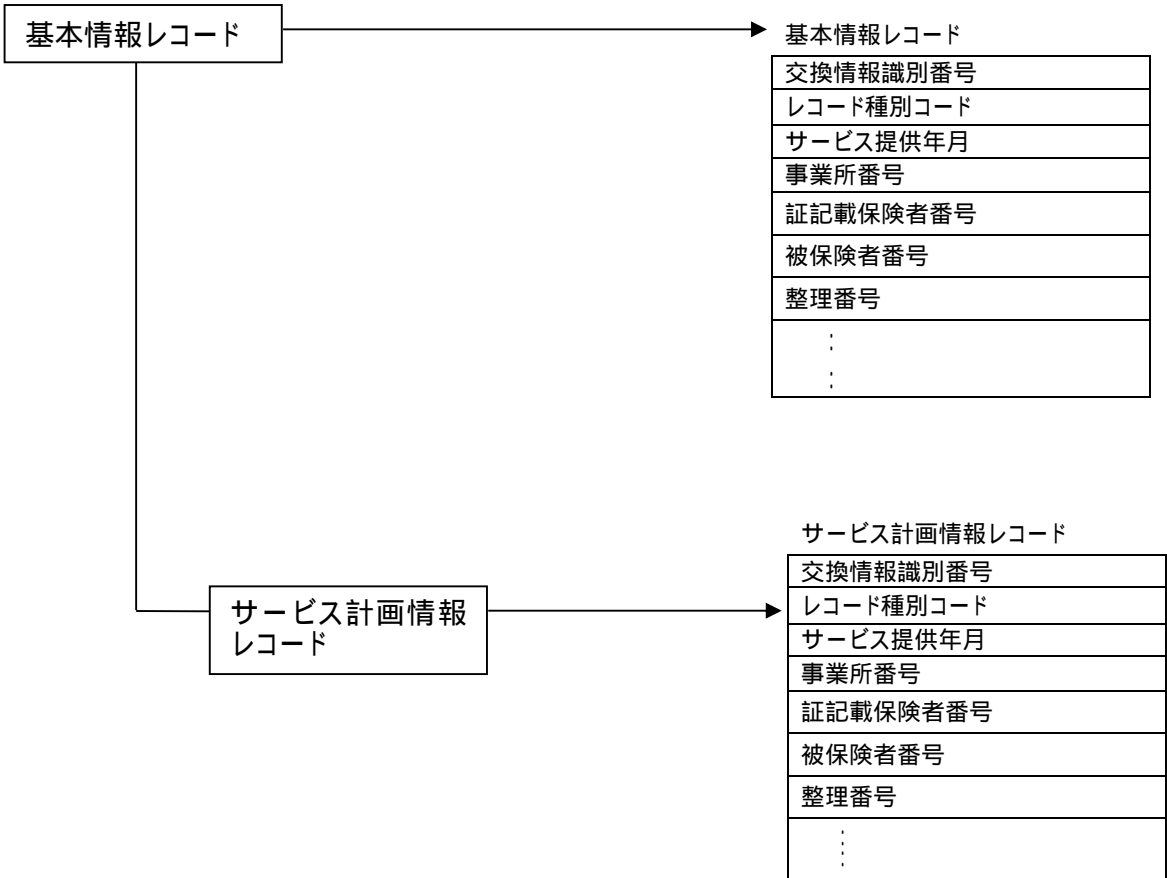 基本情報レコード
基本情報レコード
交換情報識別番号
レコード種別コード
サービス提供年月
事業所番号
証記載保険者番号
被保険者番号
整理番号
:
:
サービス計画情報
レコード
サービス計画情報レコード
交換情報識別番号
レコード種別コード
サービス提供年月
事業所番号
証記載保険者番号
被保険者番号
整理番号
:
: